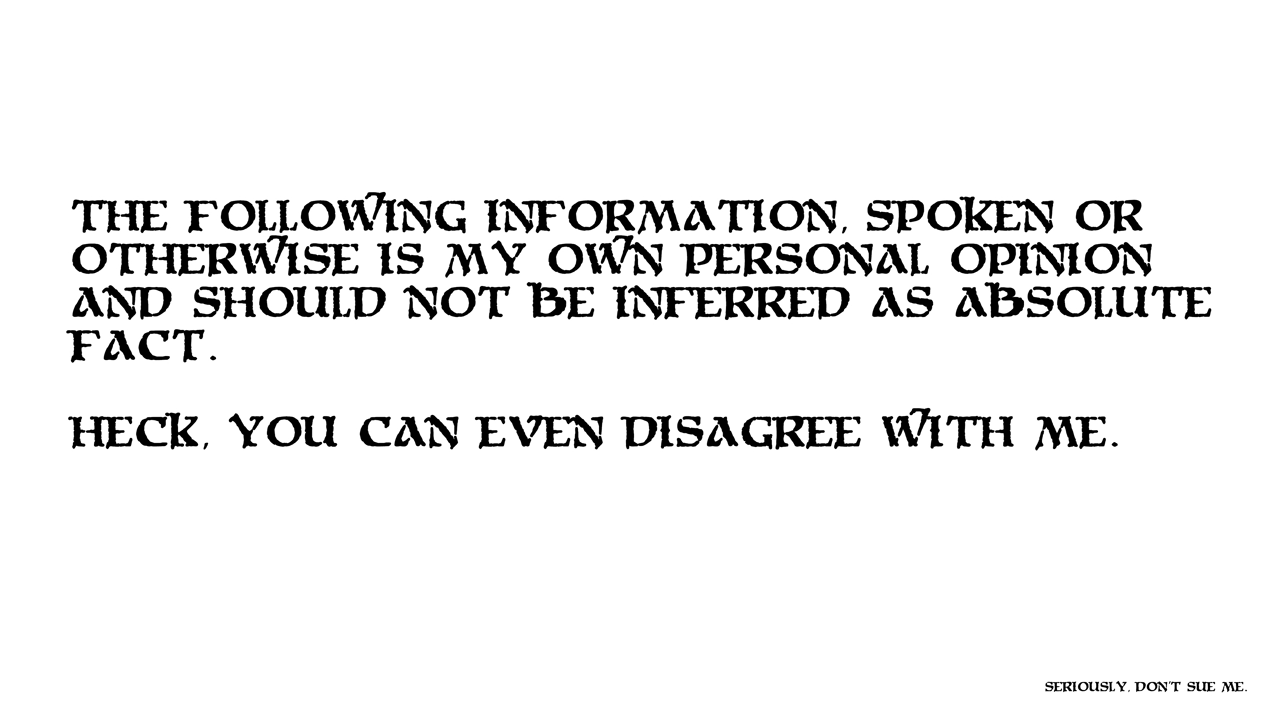 THE FOLLOWING INFORMATION, SPOKEN OR
OTHERWISE IS MY OWN PERSONAL OPINION
AND SHOULD NOT BE INFERRED AS ABSOLUTE
FACT.
HECK, YOU CAN EVEN DISAGREE WITH ME.
SERIOUSLY, DON'T SUE ME.